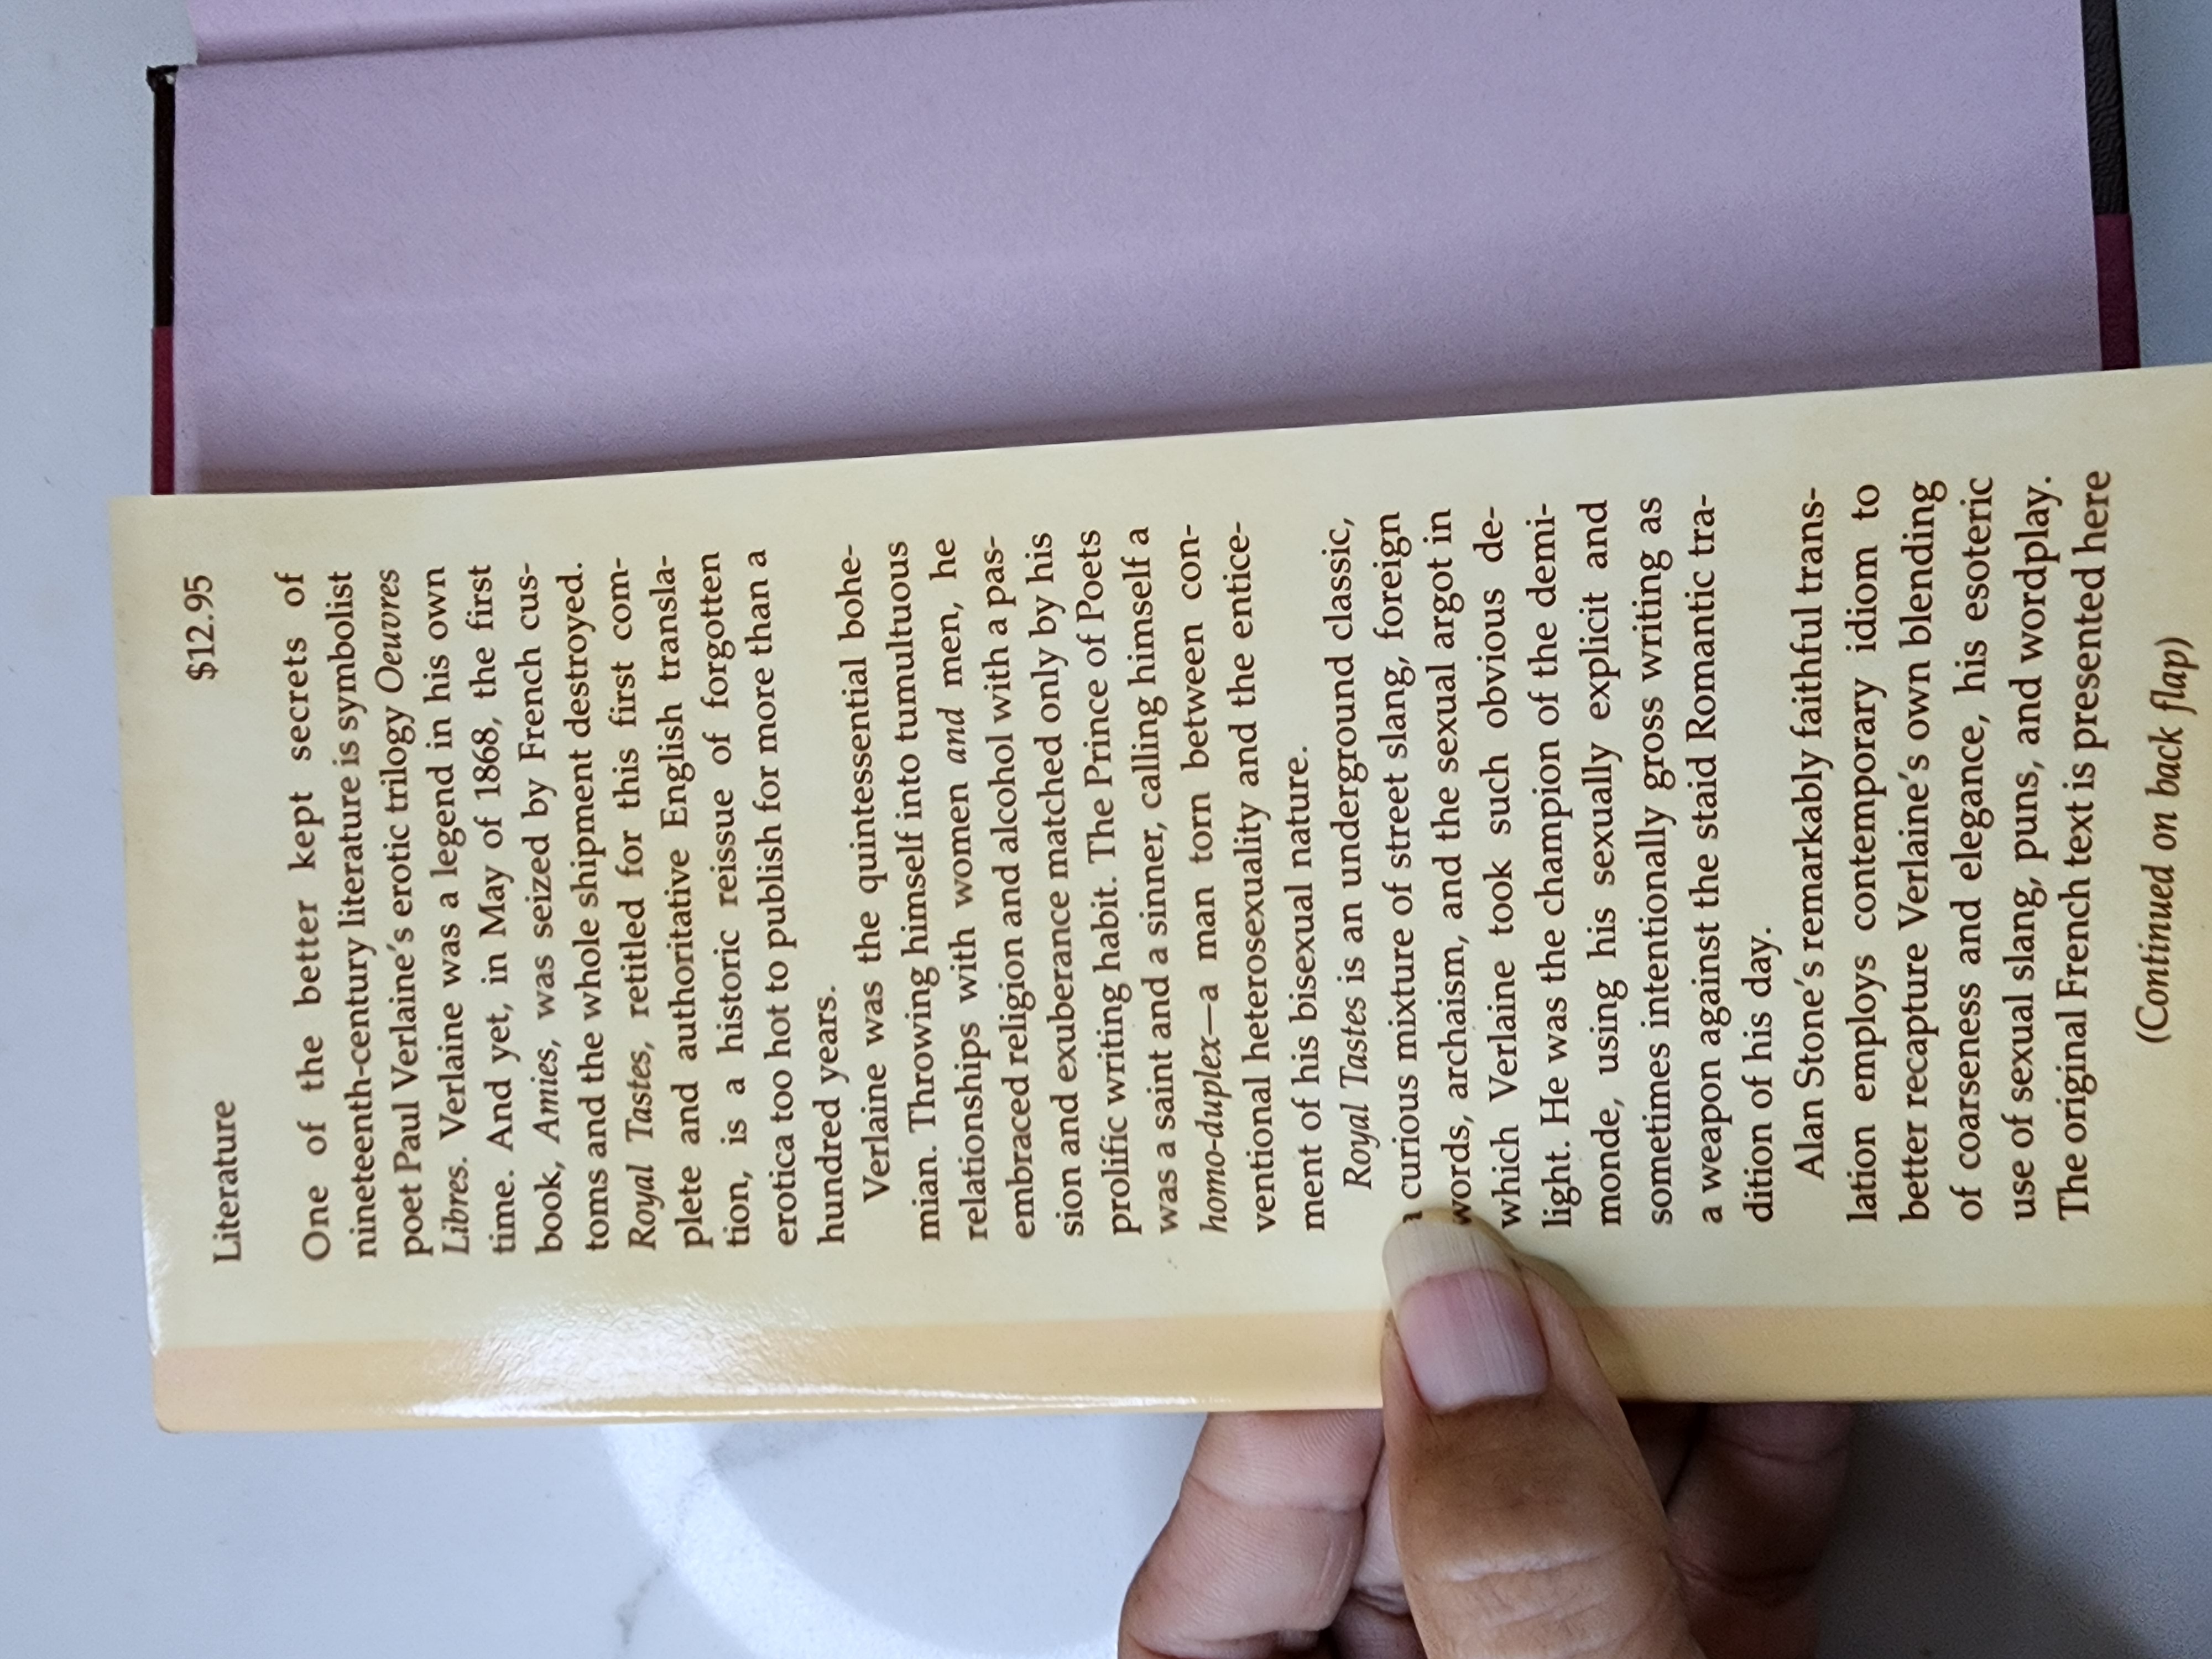 Literature $12.95
One of the better kept secrets of
nineteenth-century literature is symbolist
poet Paul Verlaine's erotic trilogy Oeuvres
Libres. Verlaine was a legend in his own
time. And yet, in May of 1868, the first
book, Amies, was seized by French cus-
toms and the whole shipment destroyed.
Royal Tastes, retitled for this first com-
plete and authoritative English transla-
tion, is a historic reissue of forgotten
erotica too hot to publish for more than a
hundred years.
Verlaine was the quintessential bohe-
mian. Throwing himself into tumultuous
relationships with women and men, he
embraced religion and alcohol with a pas-
sion and exuberance matched only by his
prolific writing habit. The Prince of Poets
was a saint and a sinner, calling himself a
homo-duplex—a man torn between con-
ventional heterosexuality and the entice-
ment of his bisexual nature.
Royal Tastes is an underground classic,
a curious mixture of street slang, foreign
words, archaism, and the sexual argot in
which Verlaine took such obvious de-
light. He was the champion of the demi-
monde, using his sexually explicit and
sometimes intentionally gross writing as
a weapon against the staid Romantic tra-
dition of his day.
Alan Stone's remarkably faithful trans-
lation employs contemporary idiom to
better recapture Verlaine's own blending
of coarseness and elegance, his esoteric
use of sexual slang, puns, and wordplay.
The original French text is presented here
(Continued on back flap)